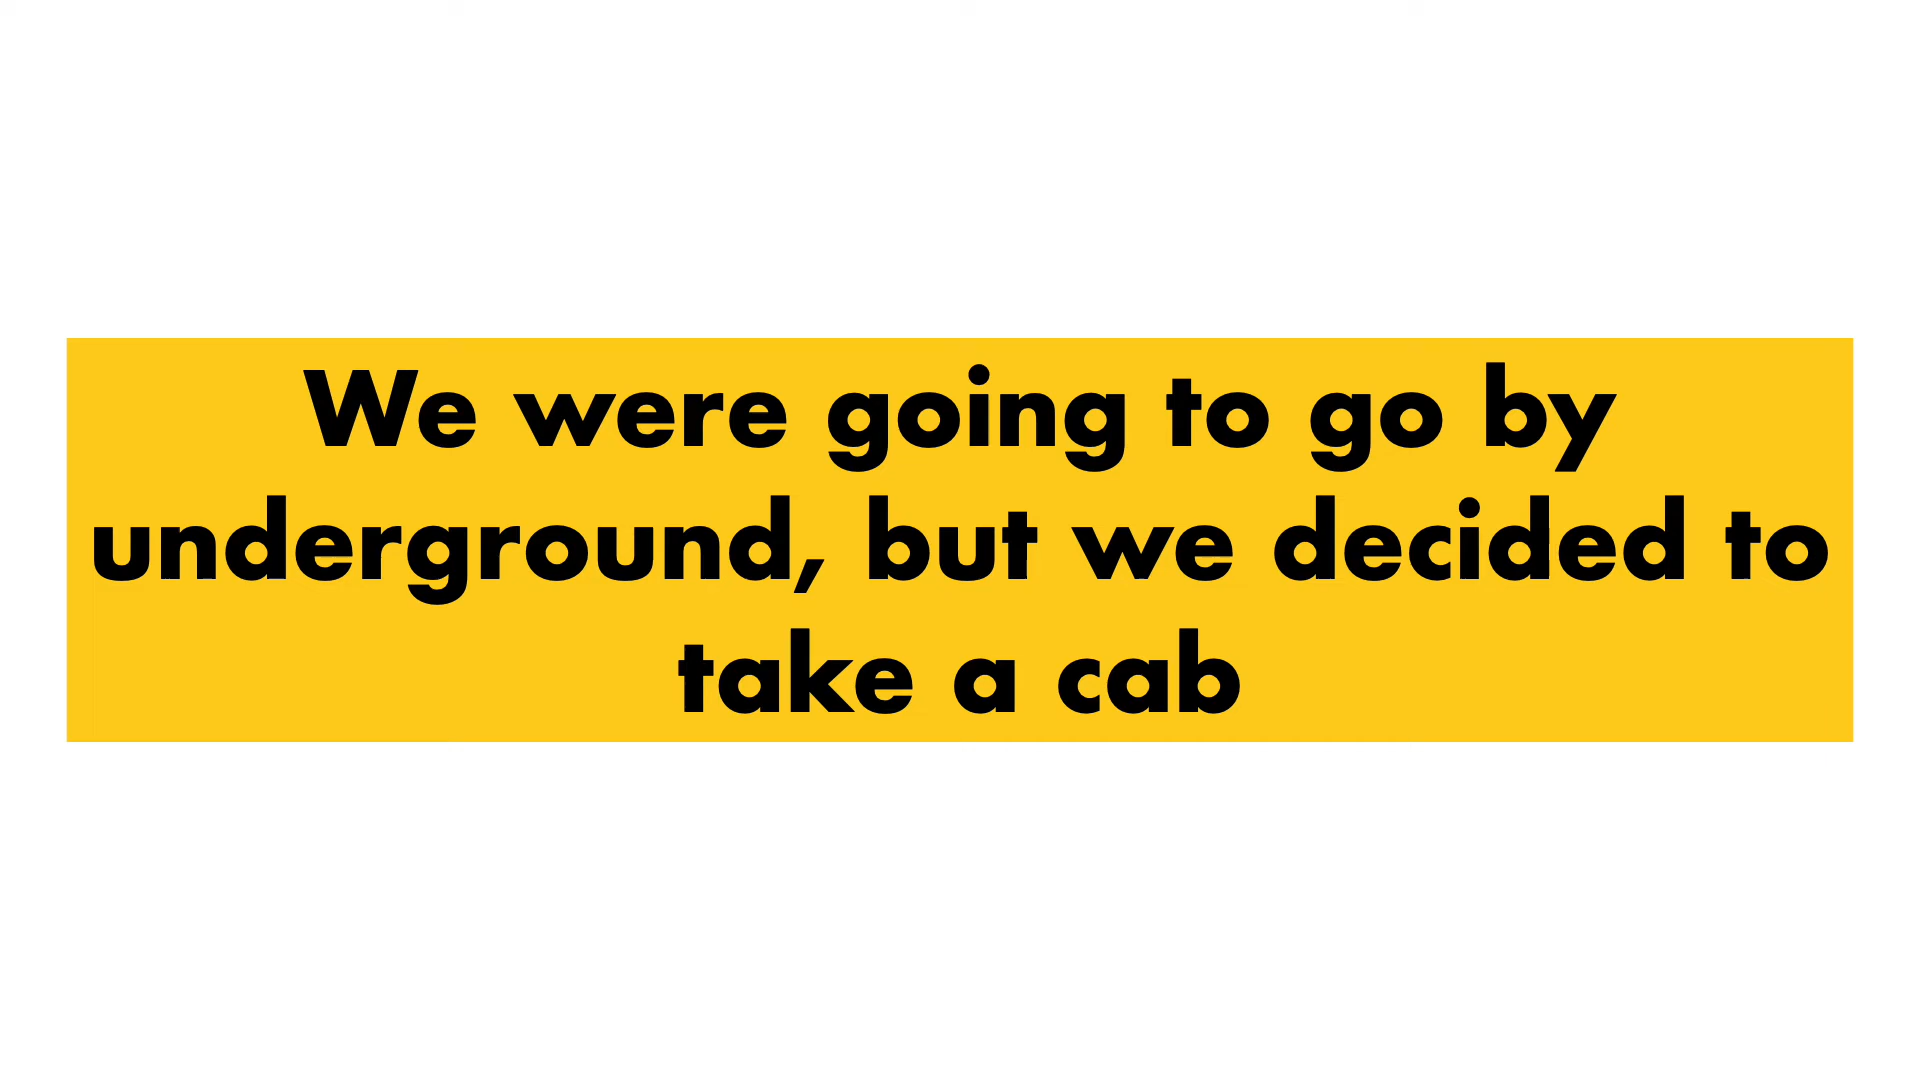 We were going to go by
underground, but we decided to
take a cab